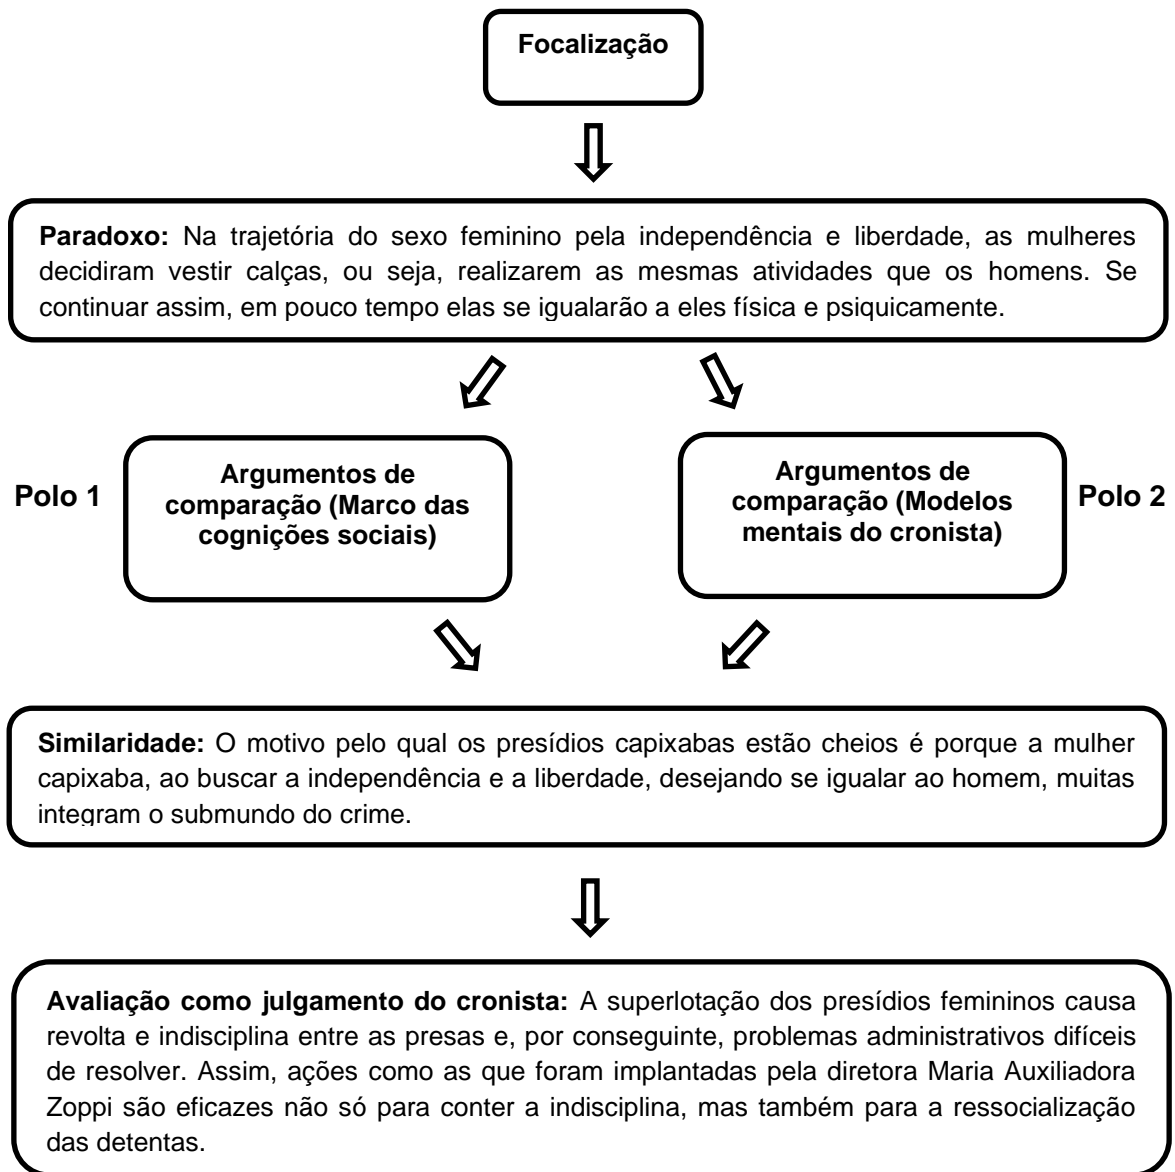 Focalização
Paradoxo: Na trajetória do sexo feminino pela independência e liberdade, as mulheres
decidiram vestir calças, ou seja, realizarem as mesmas atividades que os homens. Se
continuar assim, em pouco tempo elas se igualarão a eles física e psiquicamente.
Polo 1
Argumentos de
comparação (Marco das
cognições sociais)
Argumentos de
comparação (Modelos
mentais do cronista)
Polo 2
Similaridade: O motivo pelo qual os presídios capixabas estão cheios é porque a mulher
capixaba, ao buscar a independência e a liberdade, desejando se igualar ao homem, muitas
integram o submundo do crime.
Avaliação como julgamento do cronista: A superlotação dos presídios femininos causa
revolta e indisciplina entre as presas e, por conseguinte, problemas administrativos difíceis
de resolver. Assim, ações como as que foram implantadas pela diretora Maria Auxiliadora
Zoppi são eficazes não só para conter a indisciplina, mas também para a ressocialização
das detentas.